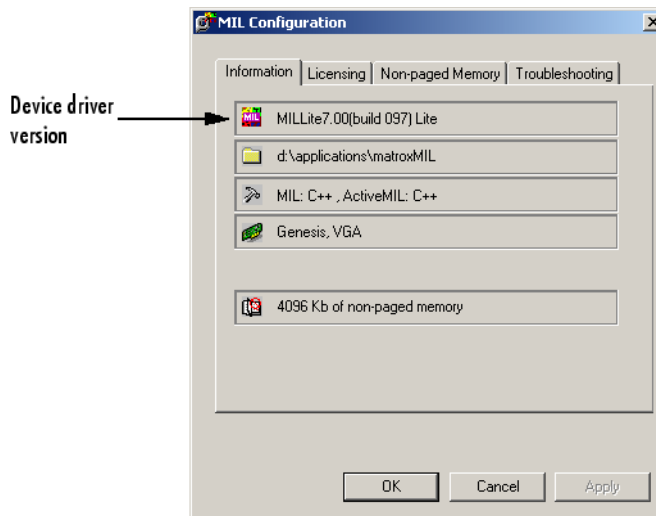 MIL Configuration
Information
Licensing
Non-paged Memory
Troubleshooting
Device driver
version
MIL
MILLite7.00(build 097) Lite
d:\applications\matroxMIL
MIL: C++ , ActiveMIL: C++
Genesis, VGA
4096 Kb of non-paged memory
OK
Cancel
Apply